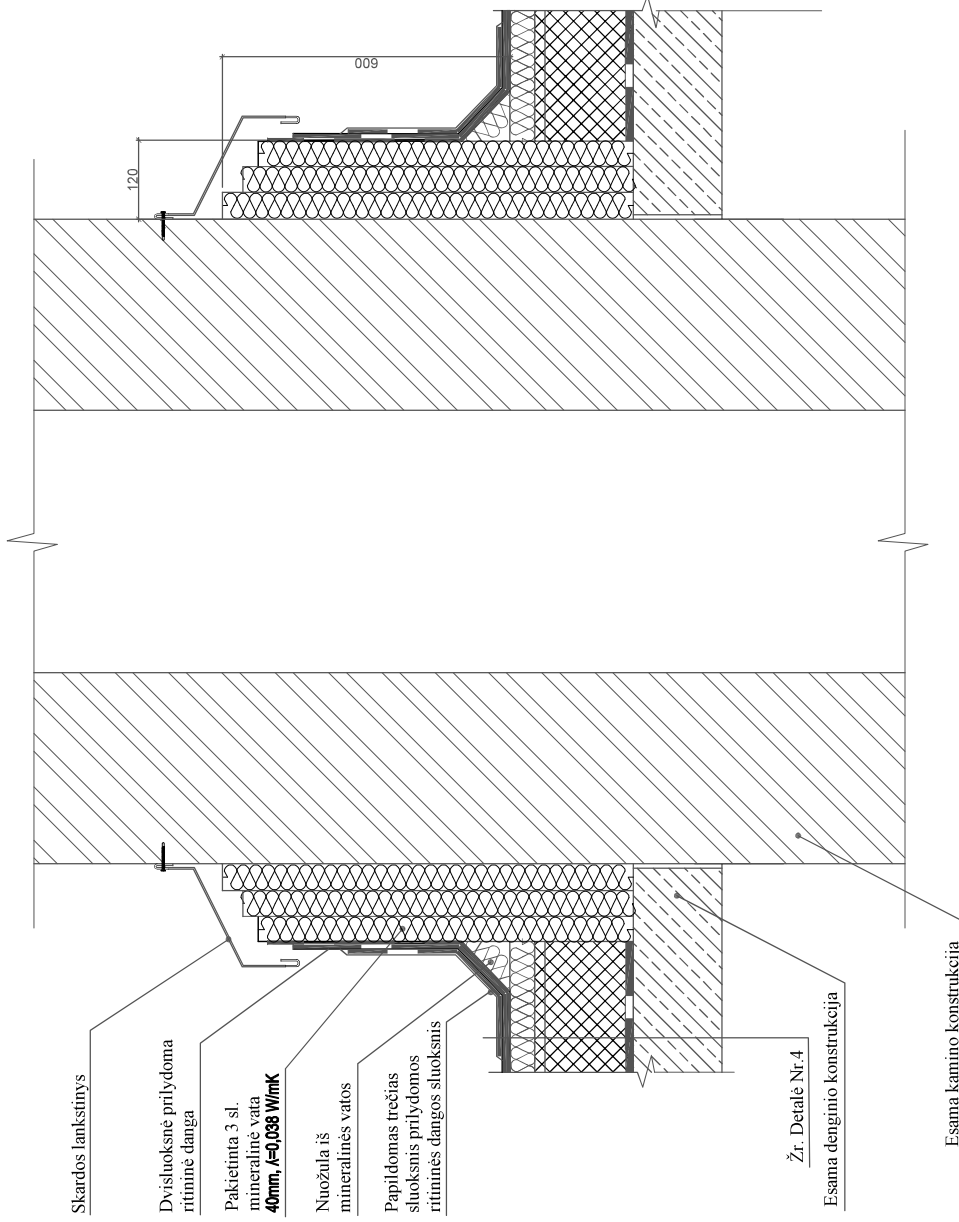 600
120
Skardos lankstinys
Dvisluoksnė prilydoma
ritininė danga
Pakietinta 3 sl.
mineralinė vata
40mm, λ=0,038 W/mK
Nuožula iš
mineralinės vatos
Papildomas trečias
sluoksnis prilydomos
ritininės dangos sluoksnis
Žr. Detalė Nr.4
Esama denginio konstrukcija
Esama kamino konstrukcija